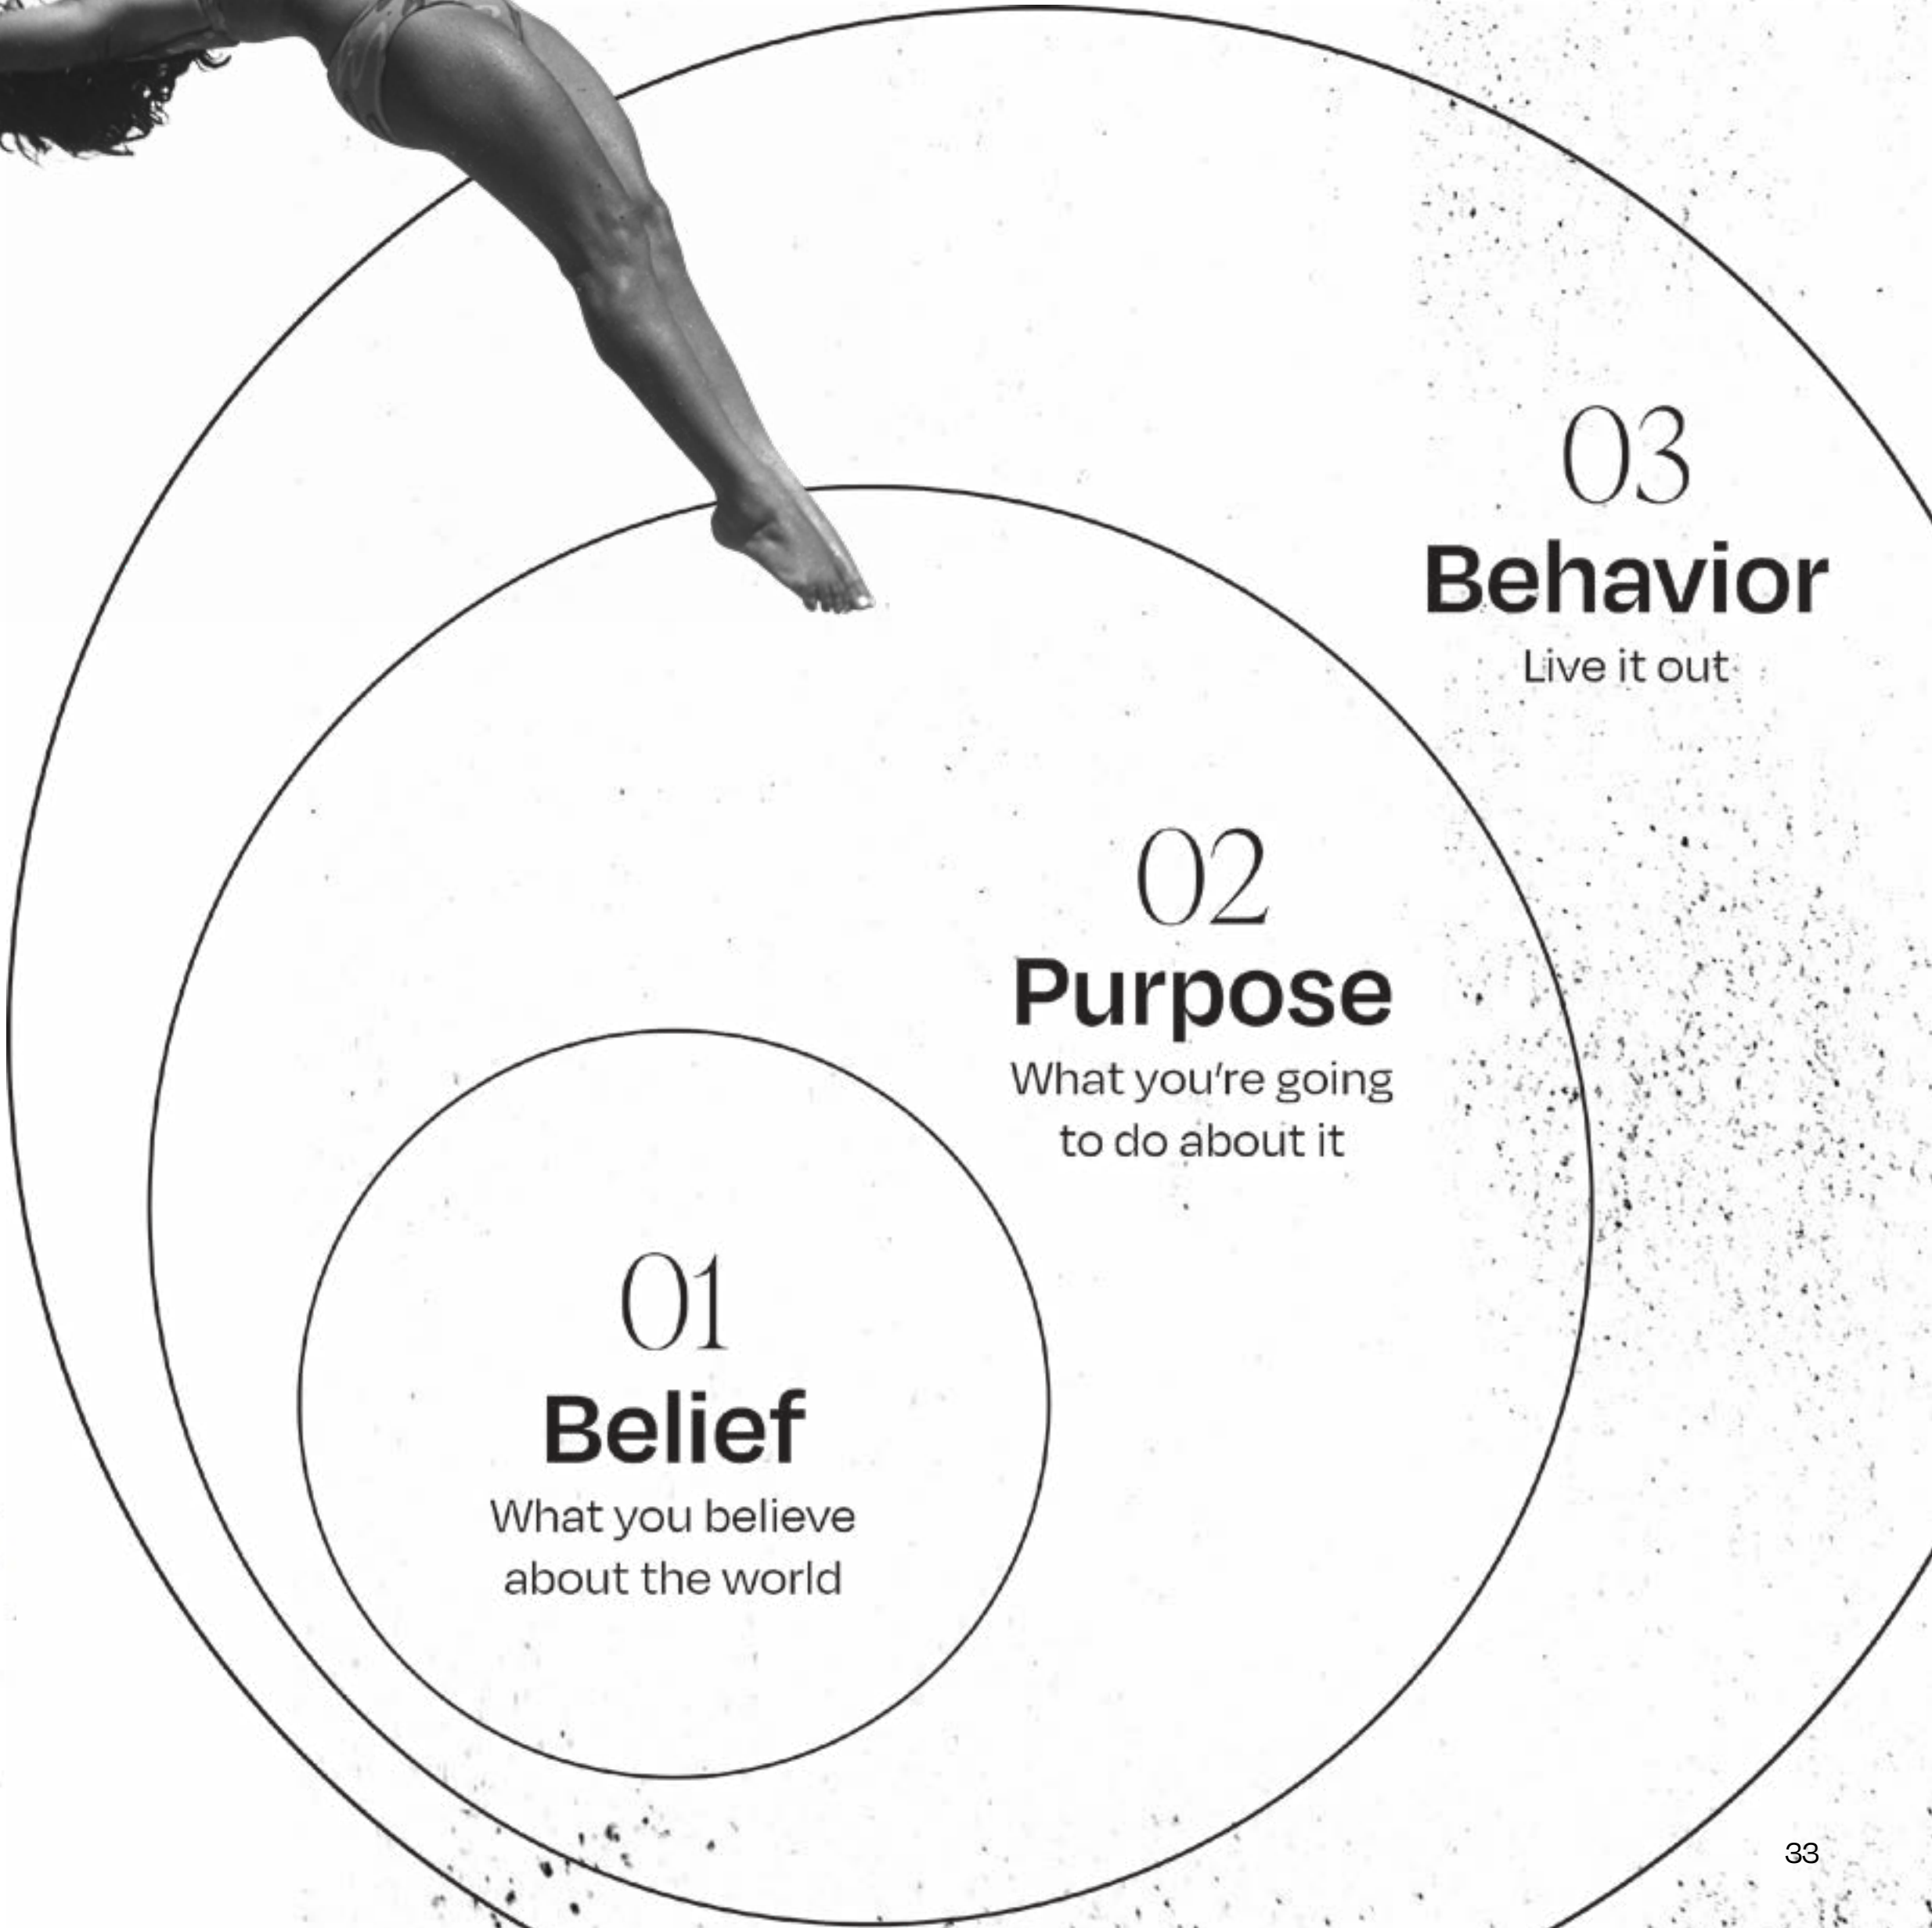 03
Behavior
Live it out
02
Purpose
What you’re going
to do about it
01
Belief
What you believe
about the world
33